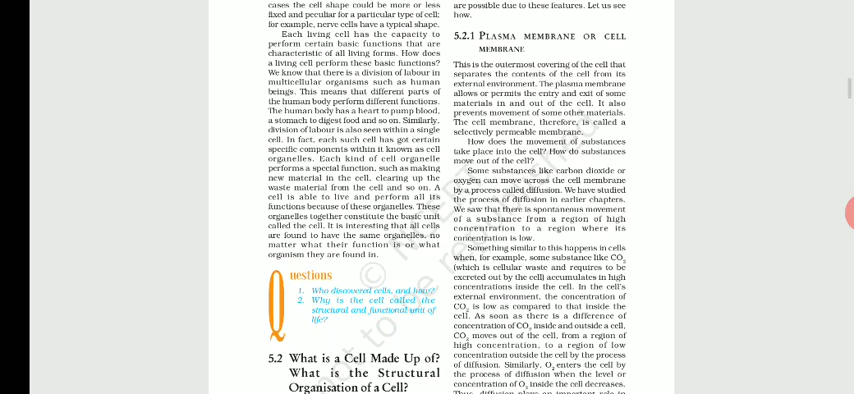 cases the cell shape could be more or less
fixed and peculiar for a particular type of cell;
for example, nerve cells have a typical shape.
Each living cell has the capacity to
perform certain basic functions that are
characteristic of all living forms. How does
a living cell perform these basic functions?
We know that there is a division of labour in
multicellular organisms such as human
beings. This means that different parts of
the human body perform different functions.
The human body has a heart to pump blood,
a stomach to digest food and so on. Similarly,
division of labour is also seen within a single
cell. In fact, each such cell has got certain
specific components within it known as cell
organelles. Each kind of cell organelle
performs a special function, such as making
new material in the cell, clearing up the
waste material from the cell and so on. A
cell is able to live and perform all its
functions because of these organelles. These
organelles together constitute the basic unit
called the cell. It is interesting that all cells
are found to have the same organelles, no
matter what their function is or what
organism they are found in.
Questions
1. Who discovered cells, and how?
2. Why is the cell called the
structural and functional unit of
life?
5.2 What is a Cell Made Up of?
What is the Structural
Organisation of a Cell?
are possible due to these features. Let us see
how.
5.2.1 PLASMA MEMBRANE OR CELL
MEMBRANE
This is the outermost covering of the cell that
separates the contents of the cell from its
external environment. The plasma membrane
allows or permits the entry and exit of some
materials in and out of the cell. It also
prevents movement of some other materials.
The cell membrane, therefore, is called a
selectively permeable membrane.
How does the movement of substances
take place into the cell? How do substances
move out of the cell?
Some substances like carbon dioxide or
oxygen can move across the cell membrane
by a process called diffusion. We have studied
the process of diffusion in earlier chapters.
We saw that there is spontaneous movement
of a substance from a region of high
concentration to a region where its
concentration is low.
Something similar to this happens in cells
when, for example, some substance like CO₂
(which is cellular waste and requires to be
excreted out by the cell) accumulates in high
concentrations inside the cell. In the cell's
external environment, the concentration of
CO₂ is low as compared to that inside the
cell. As soon as there is a difference of
concentration of CO₂ inside and outside a cell,
CO₂ moves out of the cell, from a region of
high concentration, to a region of low
concentration outside the cell by the process
of diffusion. Similarly, O₂ enters the cell by
the process of diffusion when the level or
concentration of O₂ inside the cell decreases.
Thus, diffusion plays an important role in